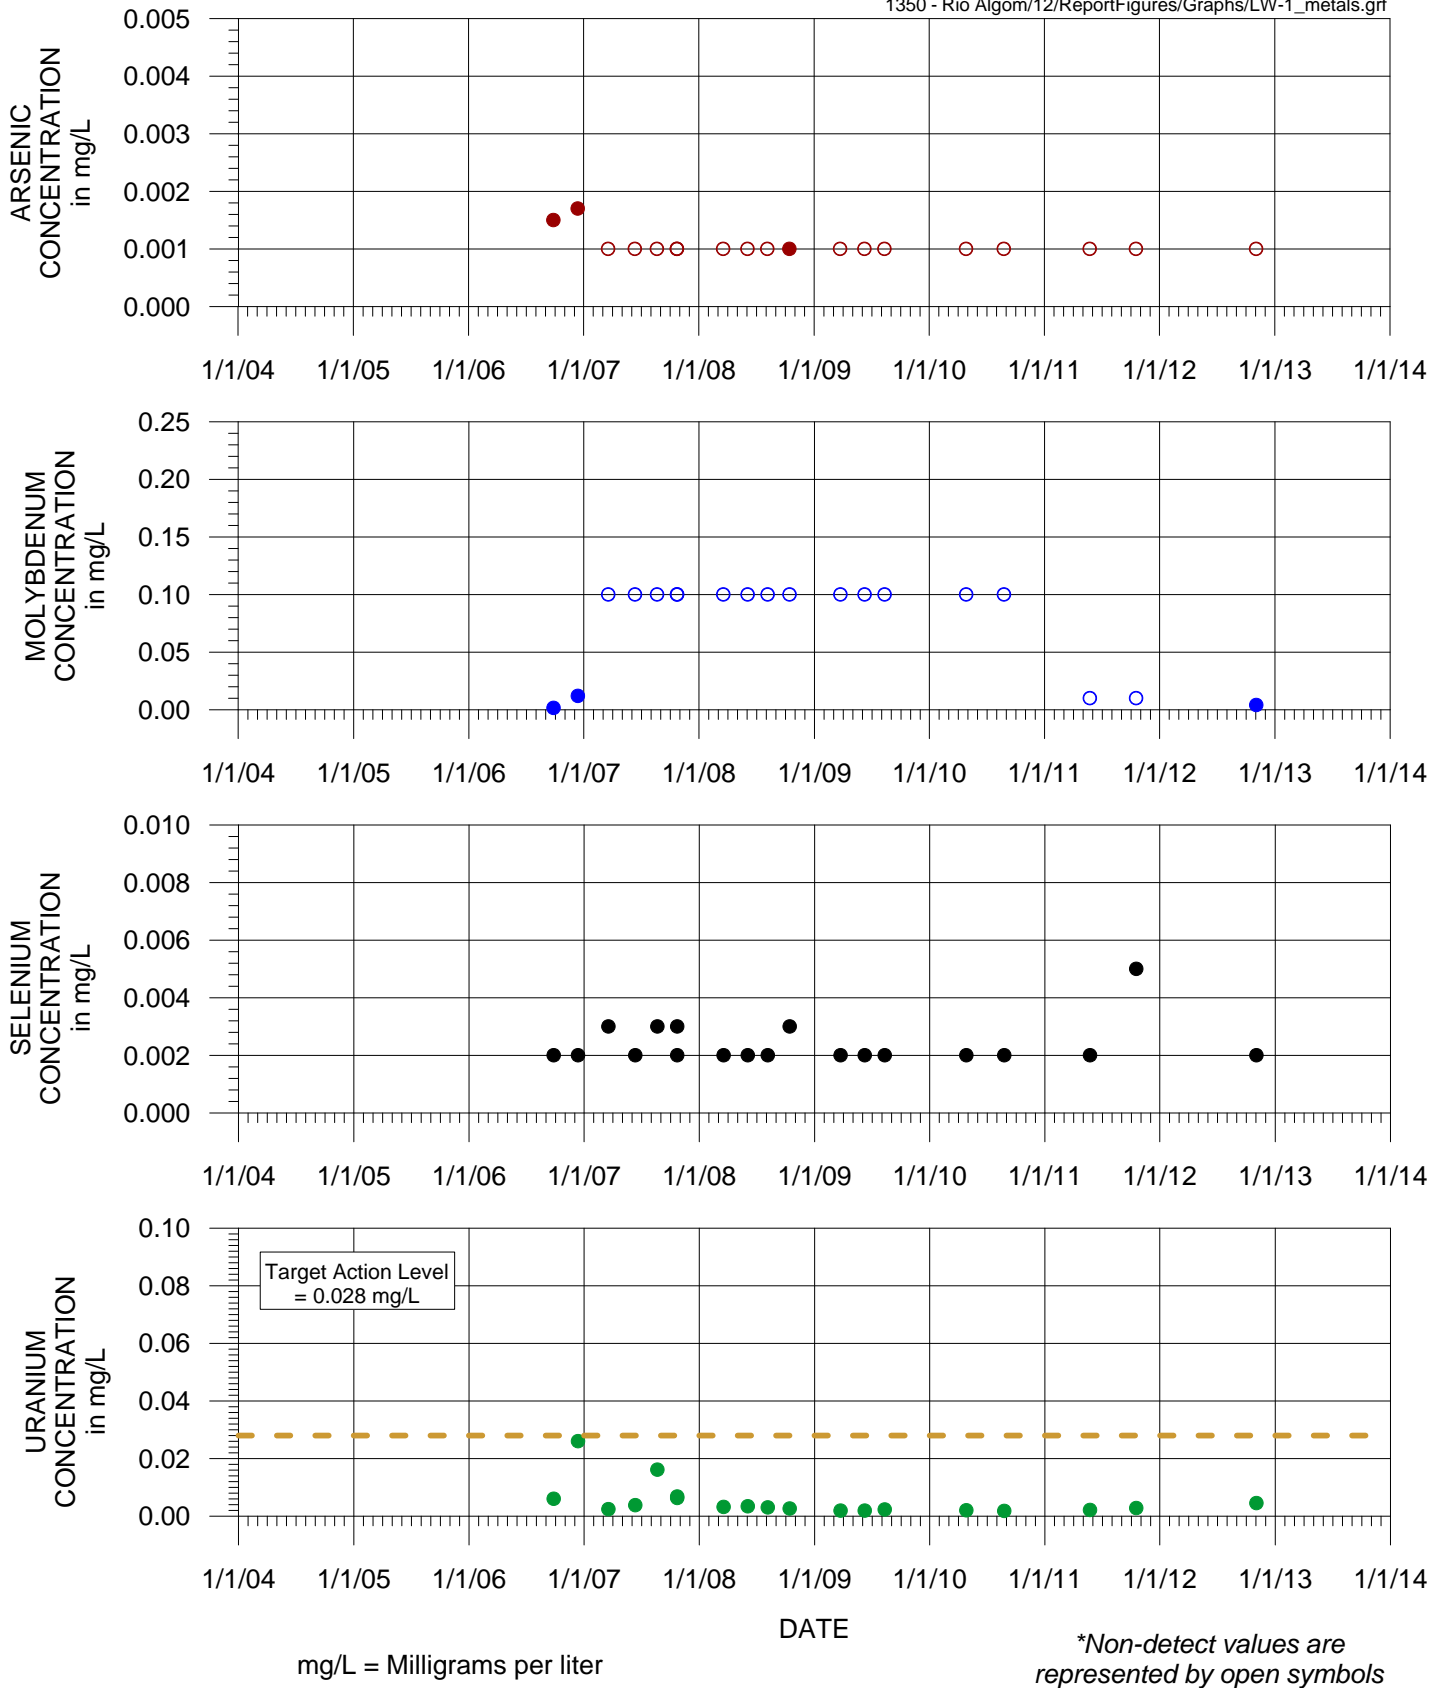 1350 - Rio Algom/12/ReportFigures/Graphs/LW-1_metals.grf
ARSENIC
CONCENTRATION
in mg/L
0.005
0.004
0.003
0.002
0.001
0.000
1/1/04 1/1/05 1/1/06 1/1/07 1/1/08 1/1/09 1/1/10 1/1/11 1/1/12 1/1/13 1/1/14
MOLYBDENUM
CONCENTRATION
in mg/L
0.25
0.20
0.15
0.10
0.05
0.00
1/1/04 1/1/05 1/1/06 1/1/07 1/1/08 1/1/09 1/1/10 1/1/11 1/1/12 1/1/13 1/1/14
SELENIUM
CONCENTRATION
in mg/L
0.010
0.008
0.006
0.004
0.002
0.000
1/1/04 1/1/05 1/1/06 1/1/07 1/1/08 1/1/09 1/1/10 1/1/11 1/1/12 1/1/13 1/1/14
URANIUM
CONCENTRATION
in mg/L
0.10
0.08
0.06
0.04
0.02
0.00
Target Action Level
= 0.028 mg/L
1/1/04 1/1/05 1/1/06 1/1/07 1/1/08 1/1/09 1/1/10 1/1/11 1/1/12 1/1/13 1/1/14
DATE
mg/L = Milligrams per liter
*Non-detect values are
represented by open symbols